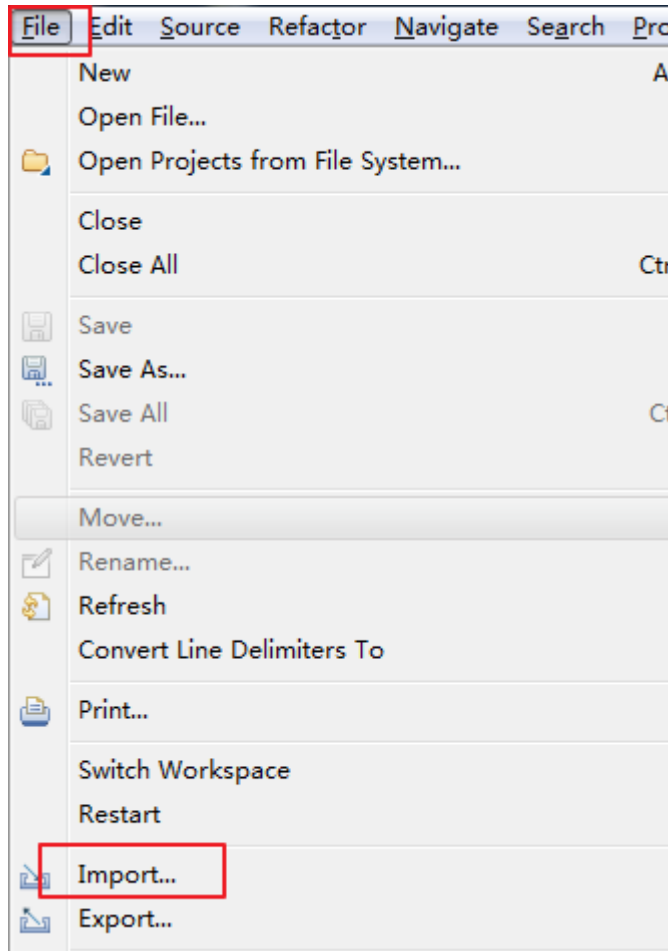 File Edit Source Refactor Navigate Search
New
Open File...
Open Projects from File System...
Close
Close All
Save
Save As...
Save All
Revert
Move...
Rename...
Refresh
Convert Line Delimiters To
Print...
Switch Workspace
Restart
Import...
Export...